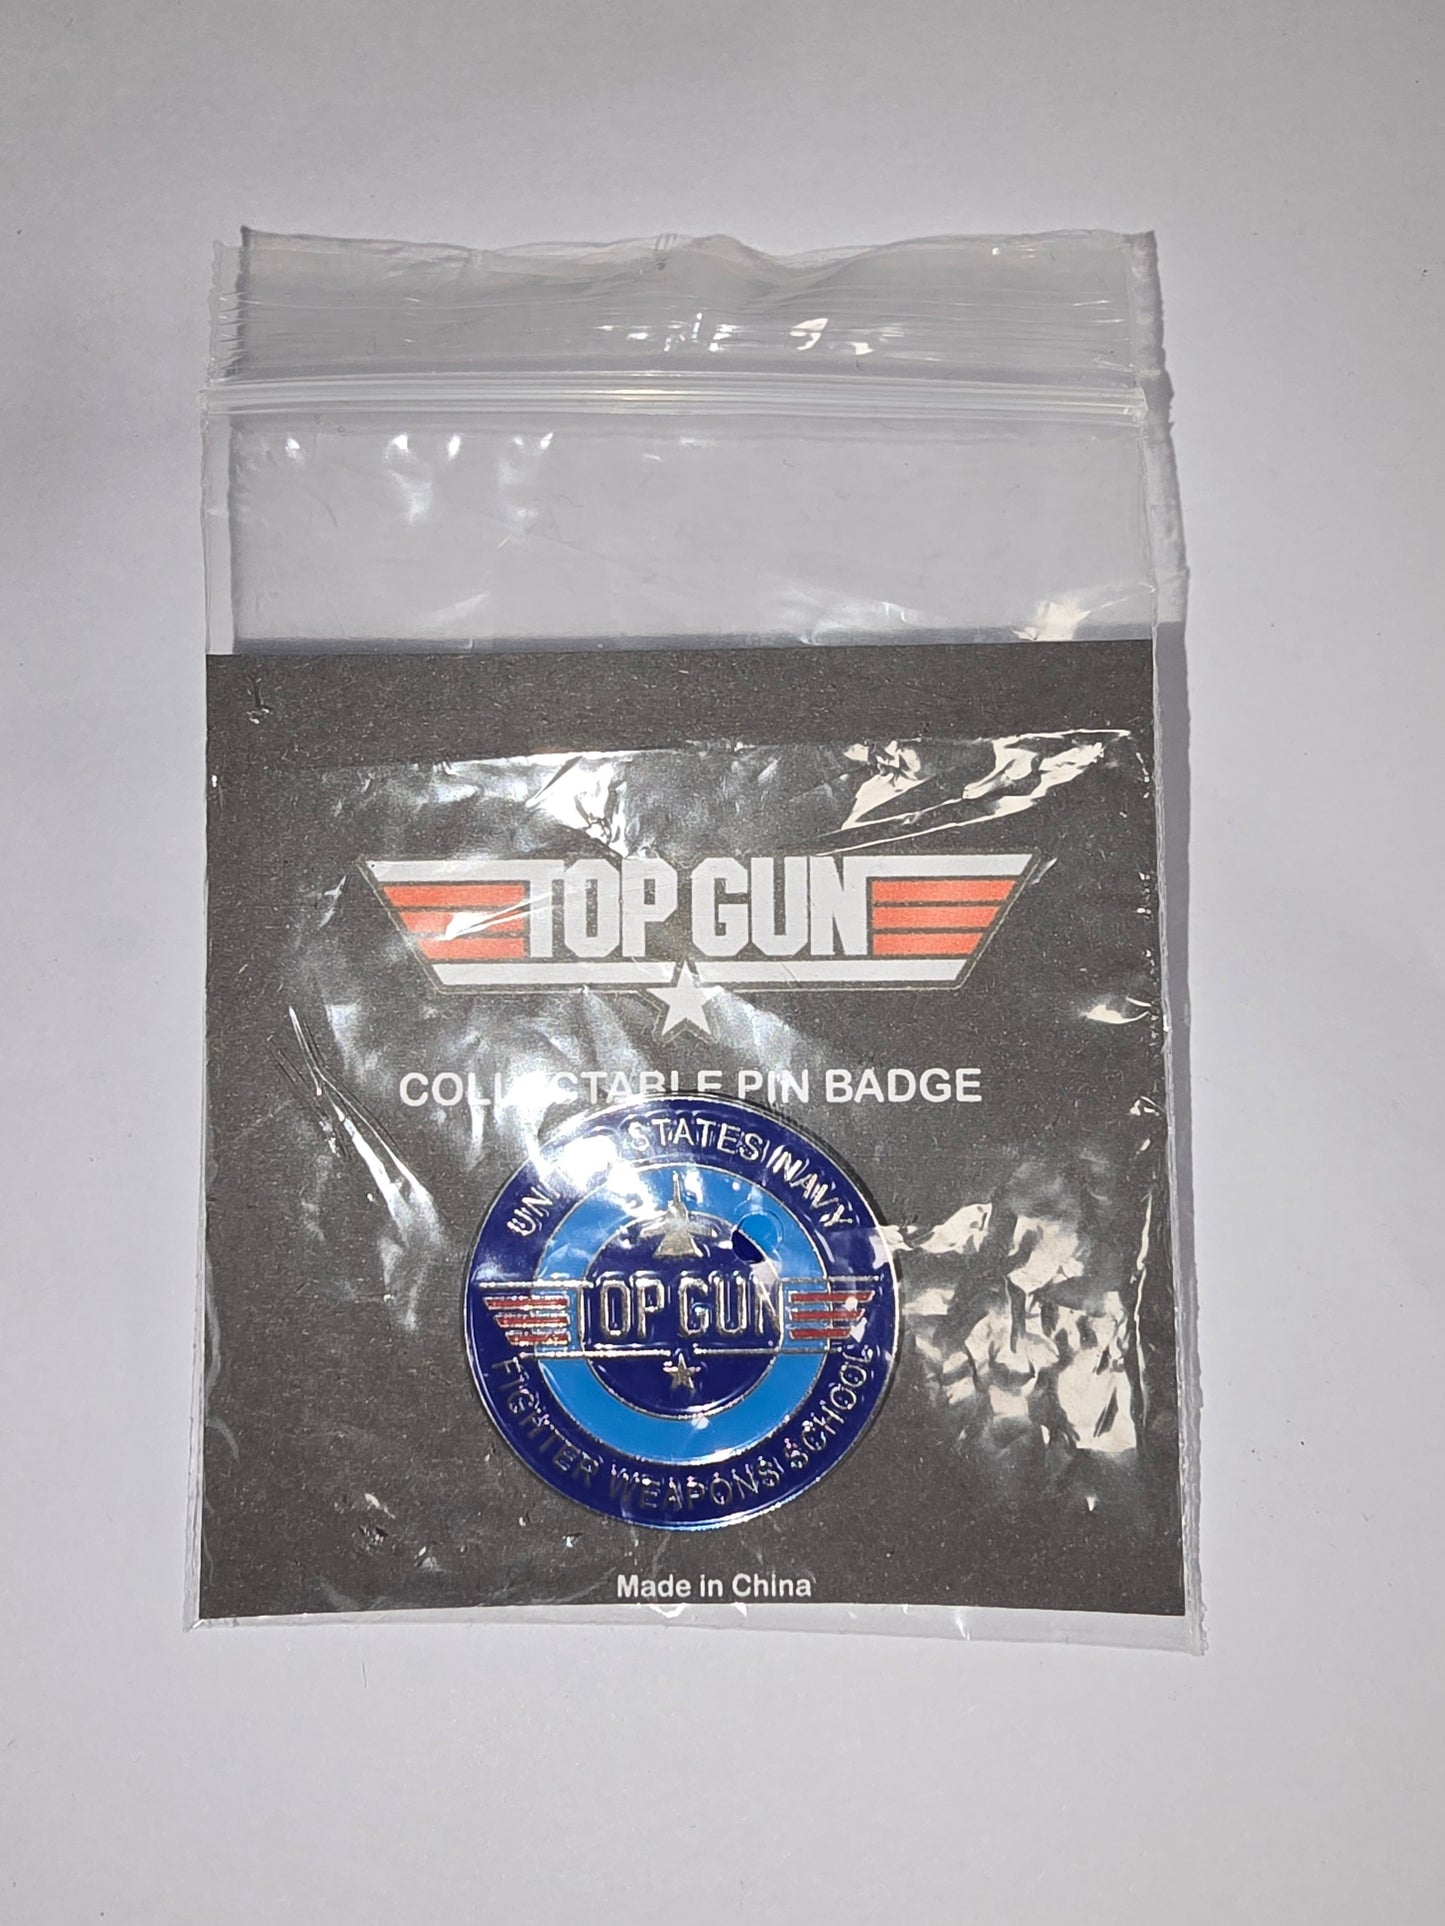 TOP GUN
COLLECTABLE PIN BADGE
UNITED STATES NAVY
TOP GUN
FIGHTER WEAPONS SCHOOL
Made in China